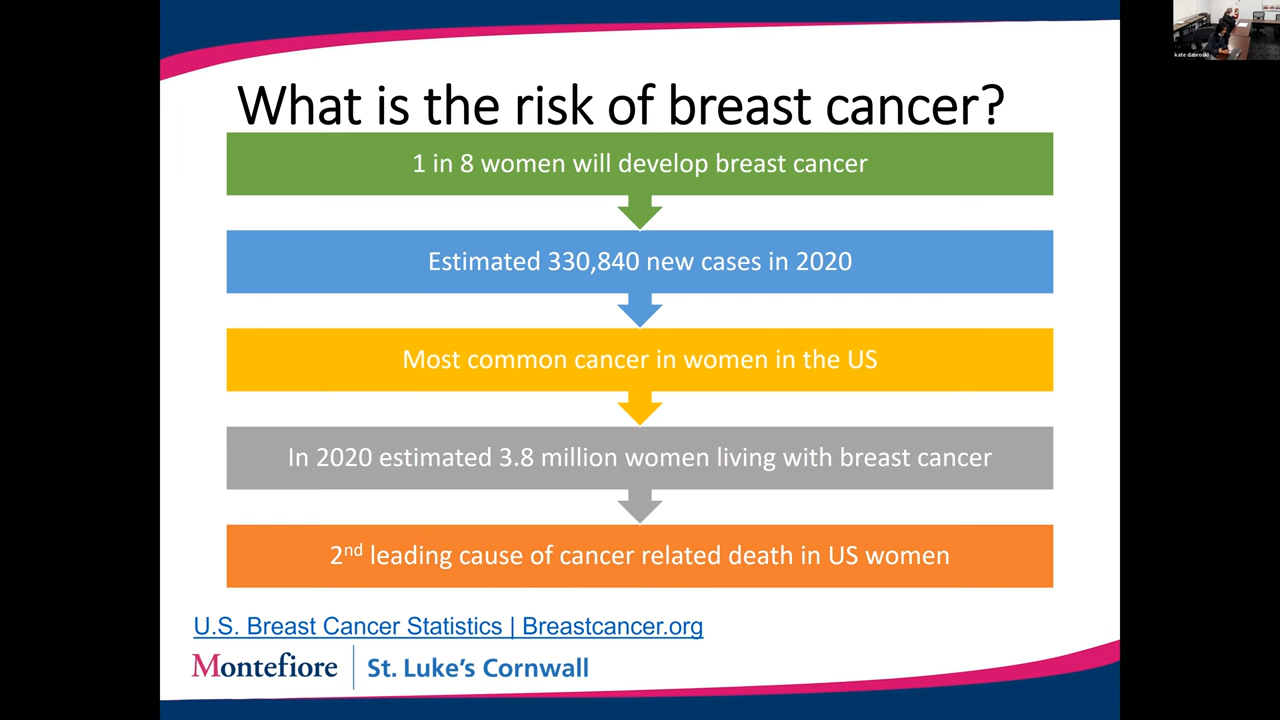 What is the risk of breast cancer?
1 in 8 women will develop breast cancer
Estimated 330,840 new cases in 2020
Most common cancer in women in the US
In 2020 estimated 3.8 million women living with breast cancer
2nd leading cause of cancer related death in US women
U.S. Breast Cancer Statistics | Breastcancer.org
Montefiore | St. Luke's Cornwall
kate dabroski